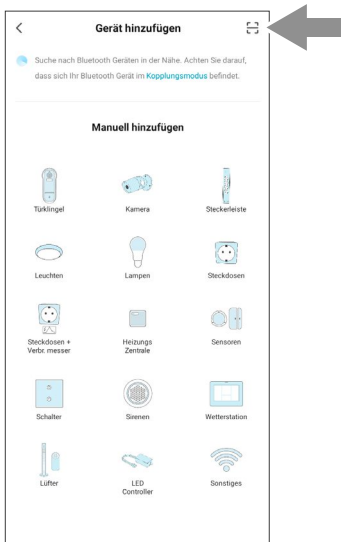 Gerät hinzufügen
Suche nach Bluetooth Geräten in der Nähe. Achten Sie darauf,
dass sich Ihr Bluetooth Gerät im Kopplungsmodus befindet.
Manuell hinzufügen
Türklingel
Kamera
Steckerleiste
Leuchten
Lampen
Steckdosen
Steckdosen +
Verbr. messer
Heizungs
Zentrale
Sensoren
Schalter
Sirenen
Wetterstation
Lüfter
LED
Controller
Sonstiges